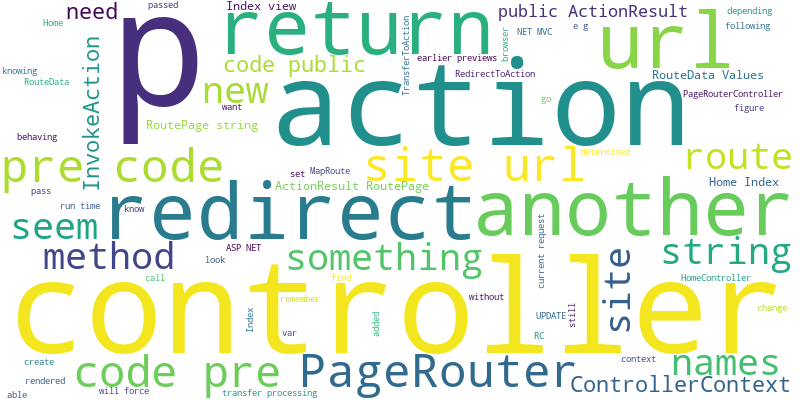 need
passed
Index view
return
public ActionResult
depending
Home
p
TransferToAction
e g
url
following
browser
NET MVC
earlier previews
code public
RedirectToAction
RouteData Values
knowing
RouteData
InvokeAction
new
action
PageRouterController
want
go
figure
RoutePage string
behaving
pre code
site url
determined
route
set
MapRoute
pass
ActionResult RoutePage
Home Index
run time
know
redirect
another
seem
current request
method
ASP NET
something
site
string
call
find
HomeController
controller
remember
without
change
Index
var
added
UPDATE
still
RC
create
code pre
PageRouter
context
names
rendered
will force
transfer processing
ControllerContext
able
look